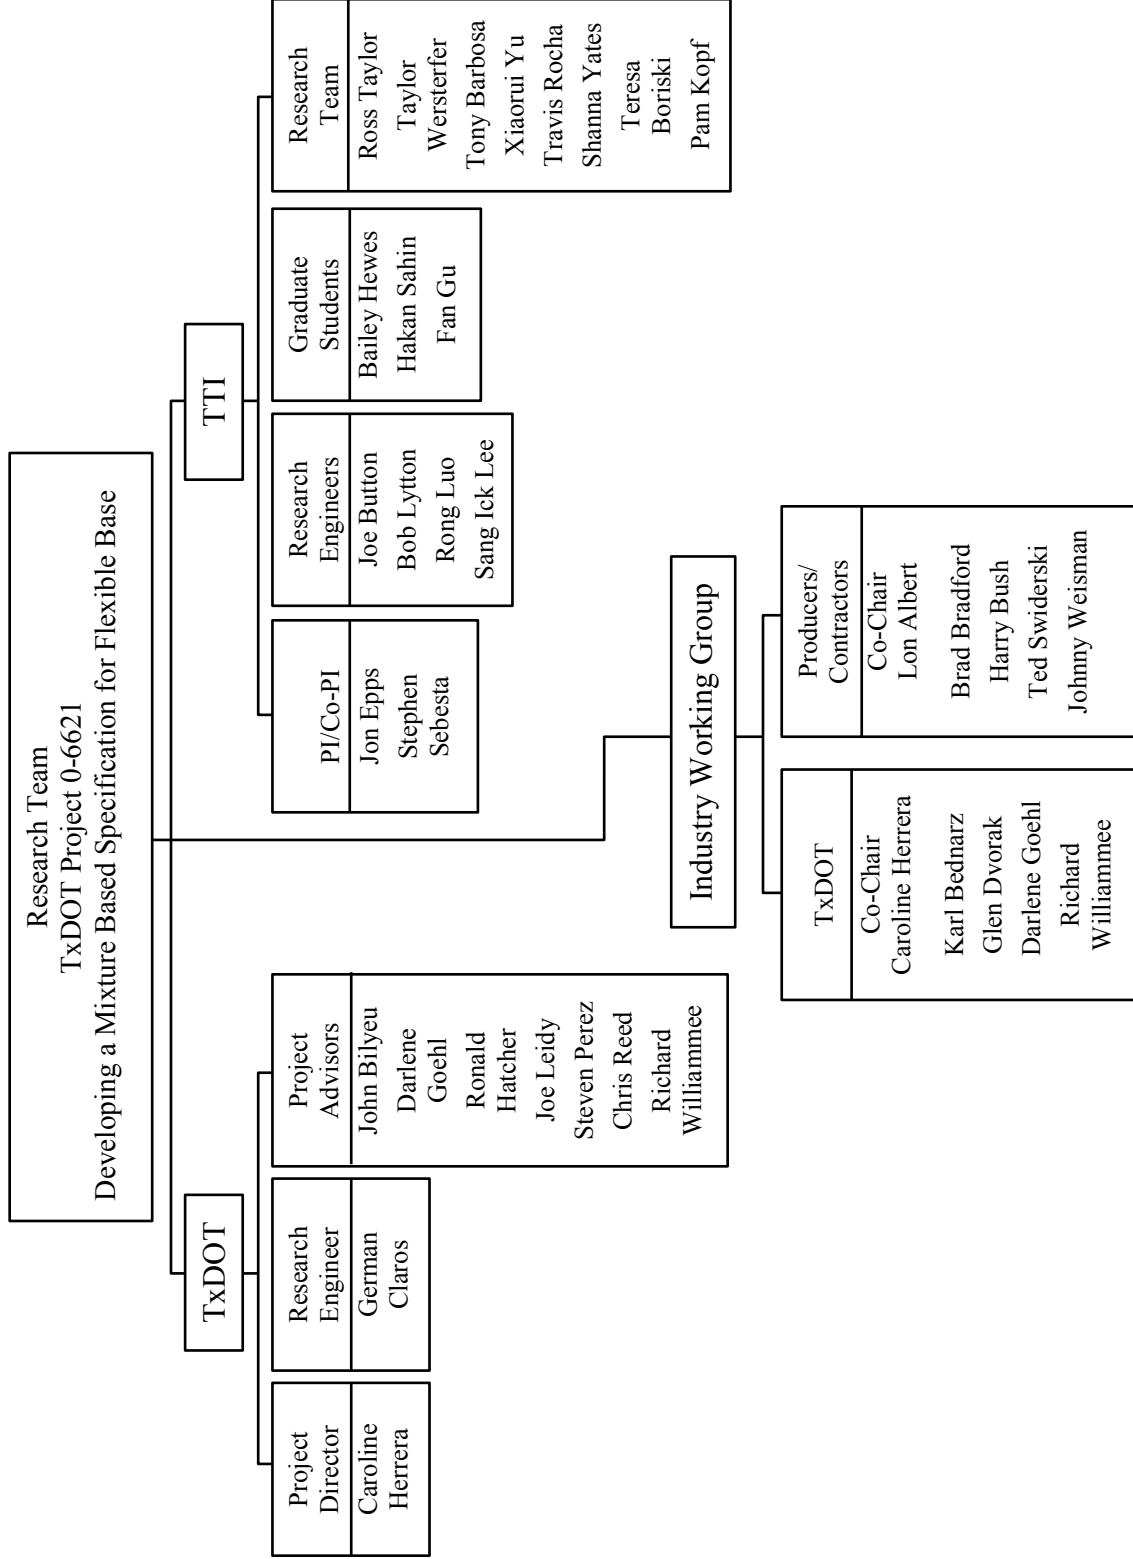 Research Team
TxDOT Project 0-6621
Developing a Mixture Based Specification for Flexible Base
TxDOT
Project
Director
Caroline
Herrera
Research
Engineer
German
Claros
Project
Advisors
John Bilyeu
Darlene
Goehl
Ronald
Hatcher
Joe Leidy
Steven Perez
Chris Reed
Richard
Williammee
TTI
PI/Co-PI
Jon Epps
Stephen
Sebesta
Research
Engineers
Joe Button
Bob Lytton
Rong Luo
Sang Ick Lee
Graduate
Students
Bailey Hewes
Hakan Sahin
Fan Gu
Research
Team
Ross Taylor
Taylor
Wersterfer
Tony Barbosa
Xiaorui Yu
Travis Rocha
Shanna Yates
Teresa
Boriski
Pam Kopf
Industry Working Group
TxDOT
Co-Chair
Caroline Herrera
Karl Bednarz
Glen Dvorak
Darlene Goehl
Richard
Williammee
Producers/
Contractors
Co-Chair
Lon Albert
Brad Bradford
Harry Bush
Ted Swiderski
Johnny Weisman